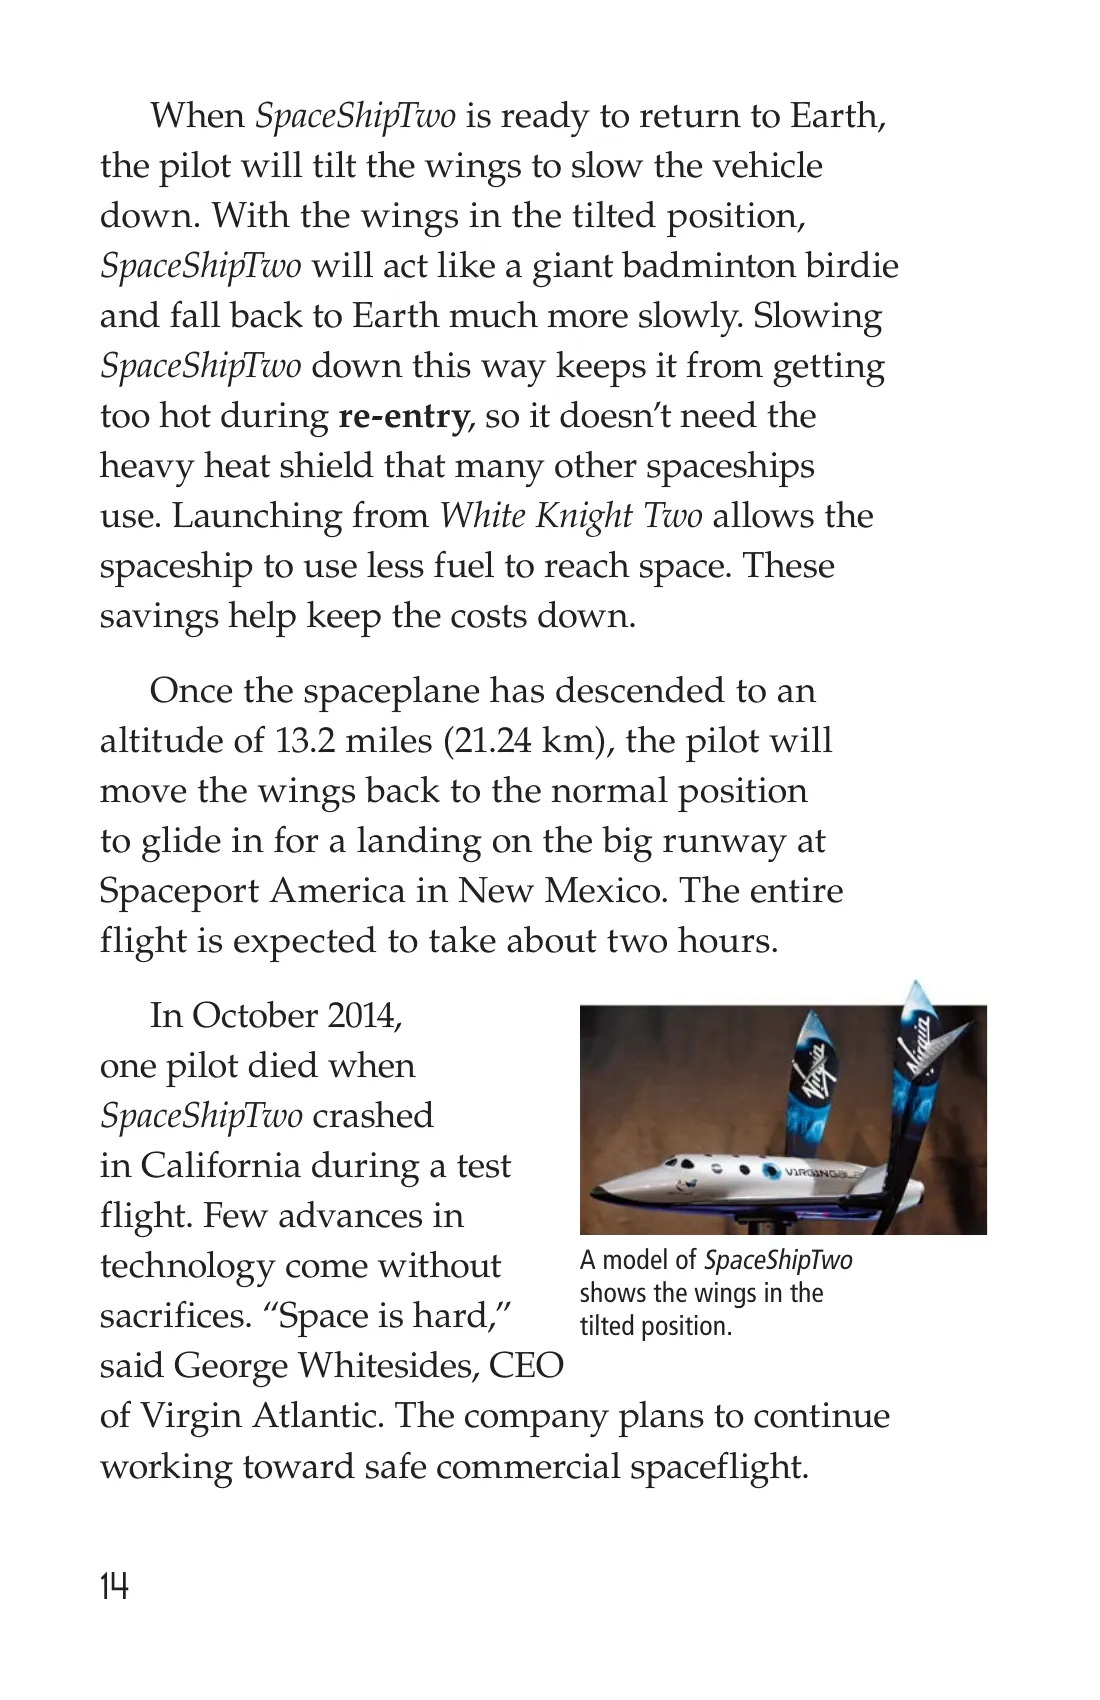 When SpaceShipTwo is ready to return to Earth,
the pilot will tilt the wings to slow the vehicle
down. With the wings in the tilted position,
SpaceShipTwo will act like a giant badminton birdie
and fall back to Earth much more slowly. Slowing
SpaceShipTwo down this way keeps it from getting
too hot during re-entry, so it doesn’t need the
heavy heat shield that many other spaceships
use. Launching from White Knight Two allows the
spaceship to use less fuel to reach space. These
savings help keep the costs down.
Once the spaceplane has descended to an
altitude of 13.2 miles (21.24 km), the pilot will
move the wings back to the normal position
to glide in for a landing on the big runway at
Spaceport America in New Mexico. The entire
flight is expected to take about two hours.
In October 2014,
one pilot died when
SpaceShipTwo crashed
in California during a test
flight. Few advances in
technology come without
sacrifices. “Space is hard,”
said George Whitesides, CEO
of Virgin Atlantic. The company plans to continue
working toward safe commercial spaceflight.
Virgin
Virgin
VIRGIN
A model of SpaceShipTwo
shows the wings in the
tilted position.
14